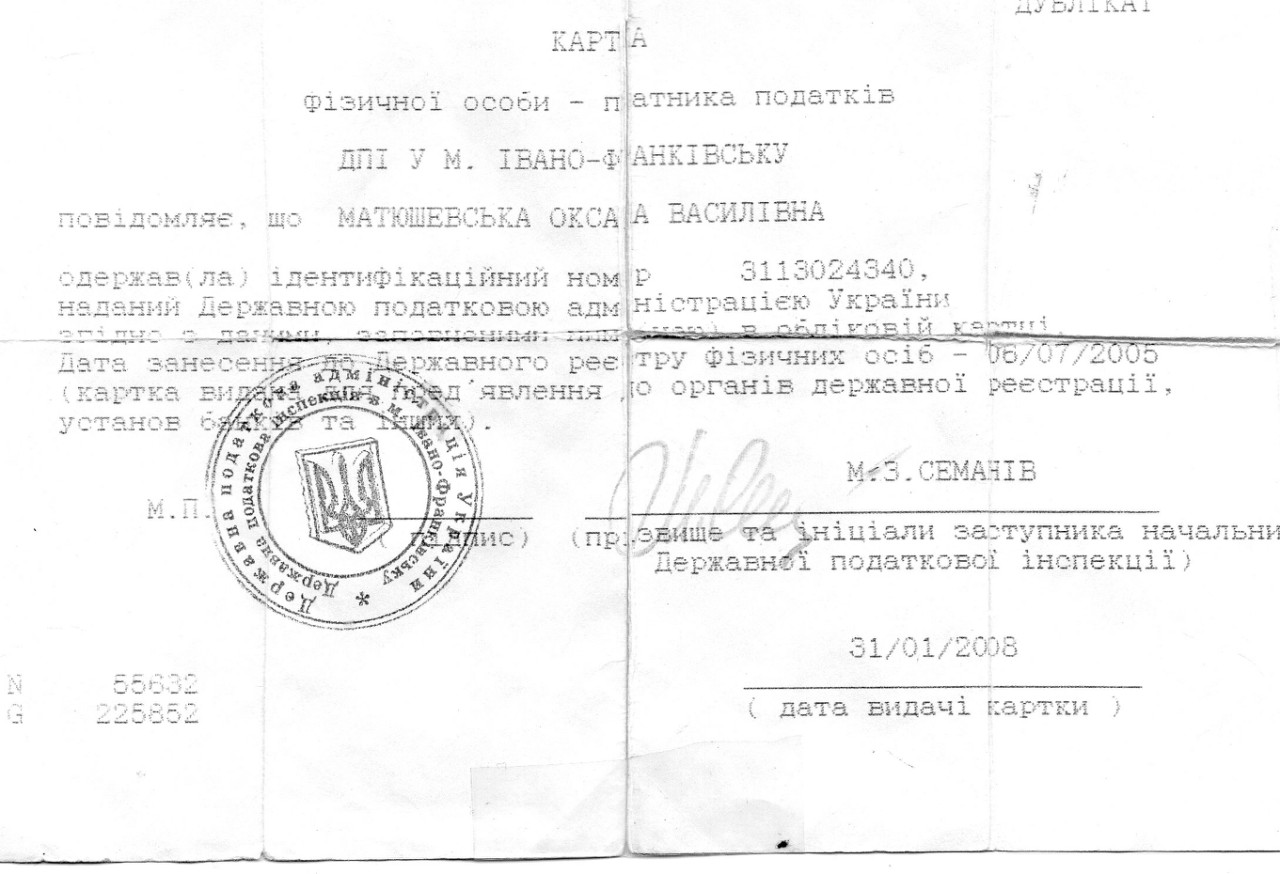 ДУБЛІКАТ
КАРТА
фізичної особи - платника податків
ДПІ У М. ІВАНО-ФРАНКІВСЬКУ
повідомляє, що МАТЮШЕВСЬКА ОКСАНА ВАСИЛІВНА
одержав(ла) ідентифікаційний номер 3113024340,
наданий Державною податковою адміністрацією України
згідно з даними, заповненими в обліковій картці.
Дата занесення до Державного реєстру фізичних осіб - 06/07/2005
(картка видана для пред'явлення до органів державної реєстрації,
установ банків та інших).
Державна податкова адміністрація України
Державна податкова інспекція в м.Івано-Франківську
М.З.СЕМАНІВ
М.П.
( підпис) (прізвище та ініціали заступника начальни
Державної податкової інспекції)
31/01/2008
N 55632
G 225852
( дата видачі картки )